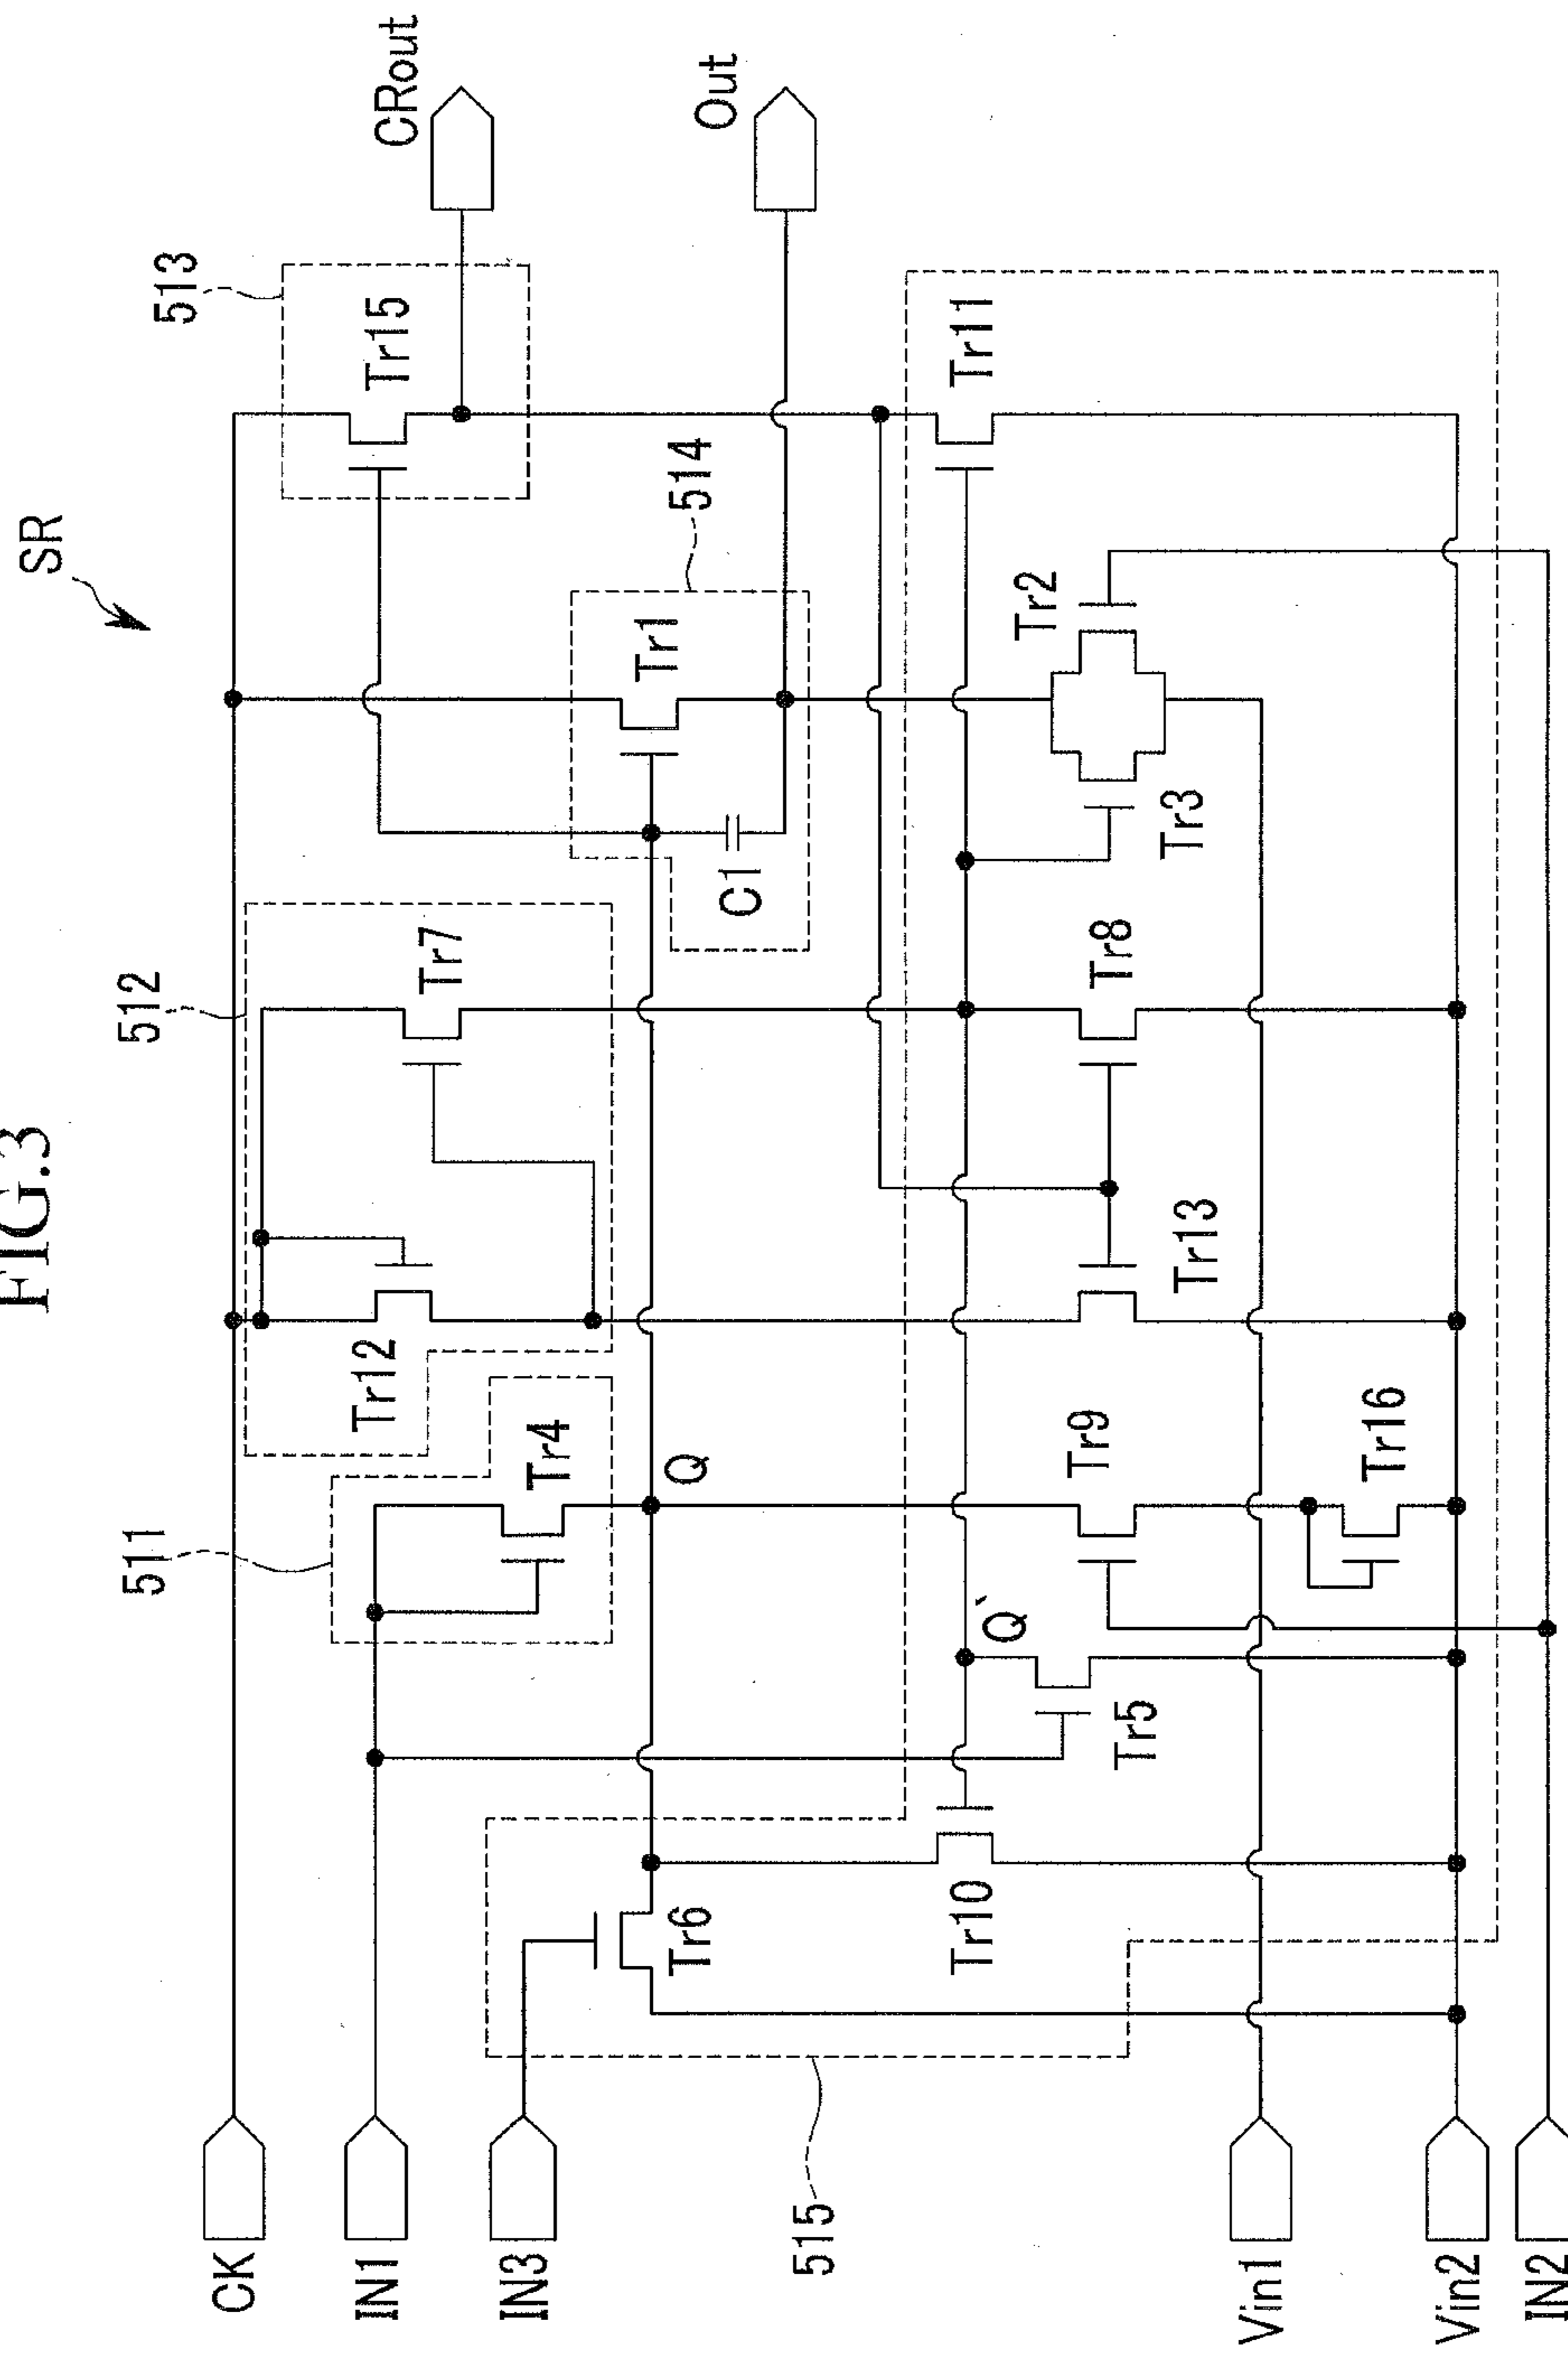 FIG.3
SR
CK
IN1
IN3
Vin1
Vin2
IN2
CRout
Out
511
512
513
514
515
Tr4
Tr12
Tr7
Tr15
Tr1
C1
Q
Q`
Tr6
Tr10
Tr5
Tr9
Tr16
Tr13
Tr8
Tr3
Tr2
Tr11